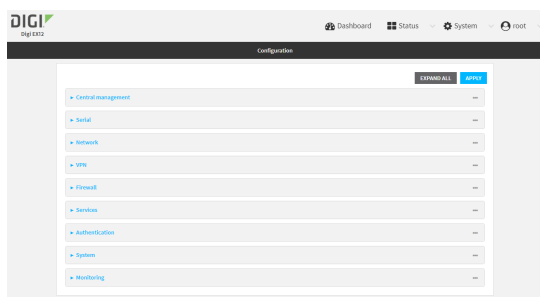 DIGI
Digi EX12
Dashboard
Status
System
root
Configuration
EXPAND ALL
APPLY
Central management
Serial
Network
VPN
Firewall
Services
Authentication
System
Monitoring